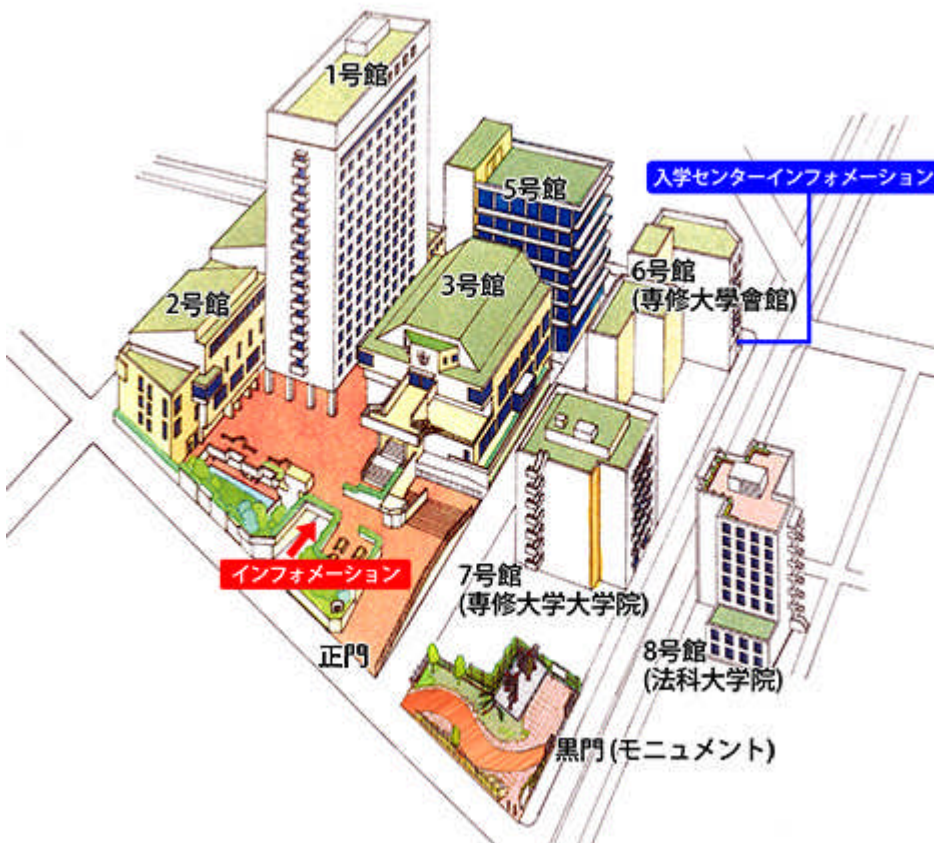 1号館
入学センターインフォメーション
5号館
6号館
(専修大學會館)
3号館
2号館
インフォメーション
7号館
(専修大学大学院)
正門
8号館
(法科大学院)
黒門(モニュメント)